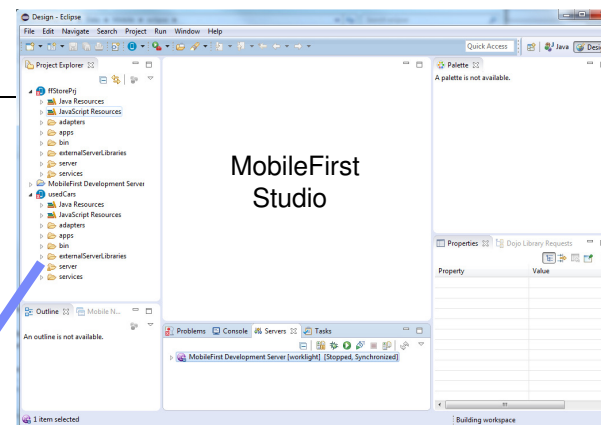 Design - Eclipse
File Edit Navigate Search Project Run Window Help
Quick Access Java Desi
Project Explorer
ffStorePrj
Java Resources
JavaScript Resources
adapters
apps
bin
externalServerLibraries
server
services
MobileFirst Development Server
usedCars
Java Resources
JavaScript Resources
adapters
apps
bin
externalServerLibraries
server
services
MobileFirst
Studio
Palette
A palette is not available.
Properties Dojo Library Requests
Property Value
Outline Mobile N...
An outline is not available.
Problems Console Servers Tasks
MobileFirst Development Server [worklight] [Stopped, Synchronized]
1 item selected
Building workspace